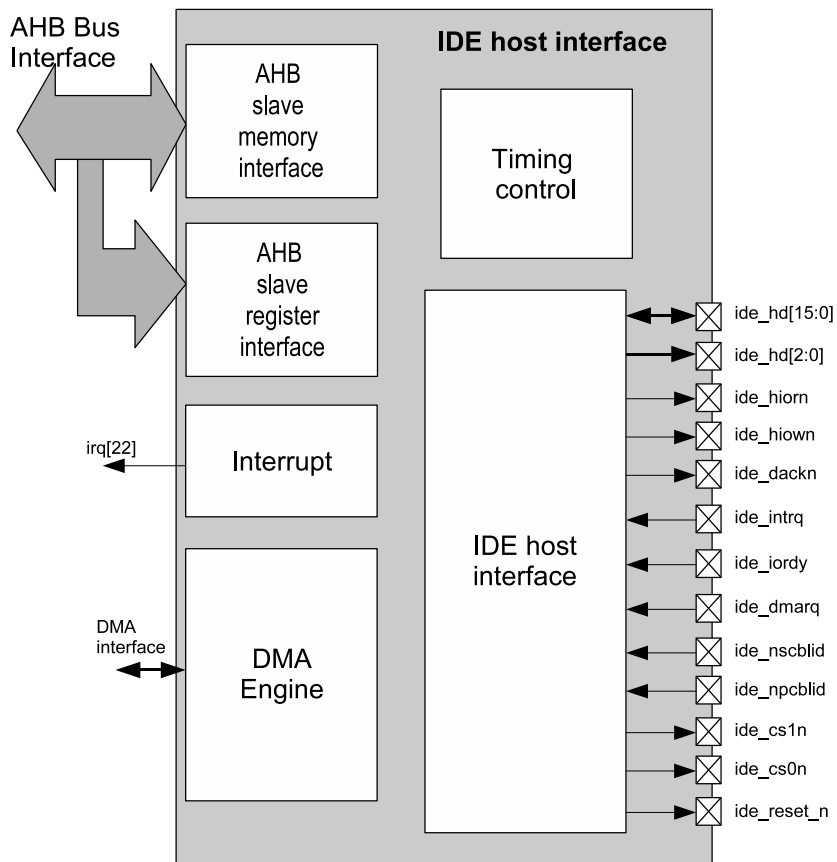 AHB Bus
Interface
IDE host interface
AHB
slave
memory
interface
Timing
control
AHB
slave
register
interface
irq[22]
Interrupt
DMA
interface
DMA
Engine
IDE host
interface
ide_hd[15:0]
ide_hd[2:0]
ide_hiorn
ide_hiown
ide_dackn
ide_intrq
ide_iordy
ide_dmarq
ide_nscblid
ide_npcblid
ide_cs1n
ide_cs0n
ide_reset_n